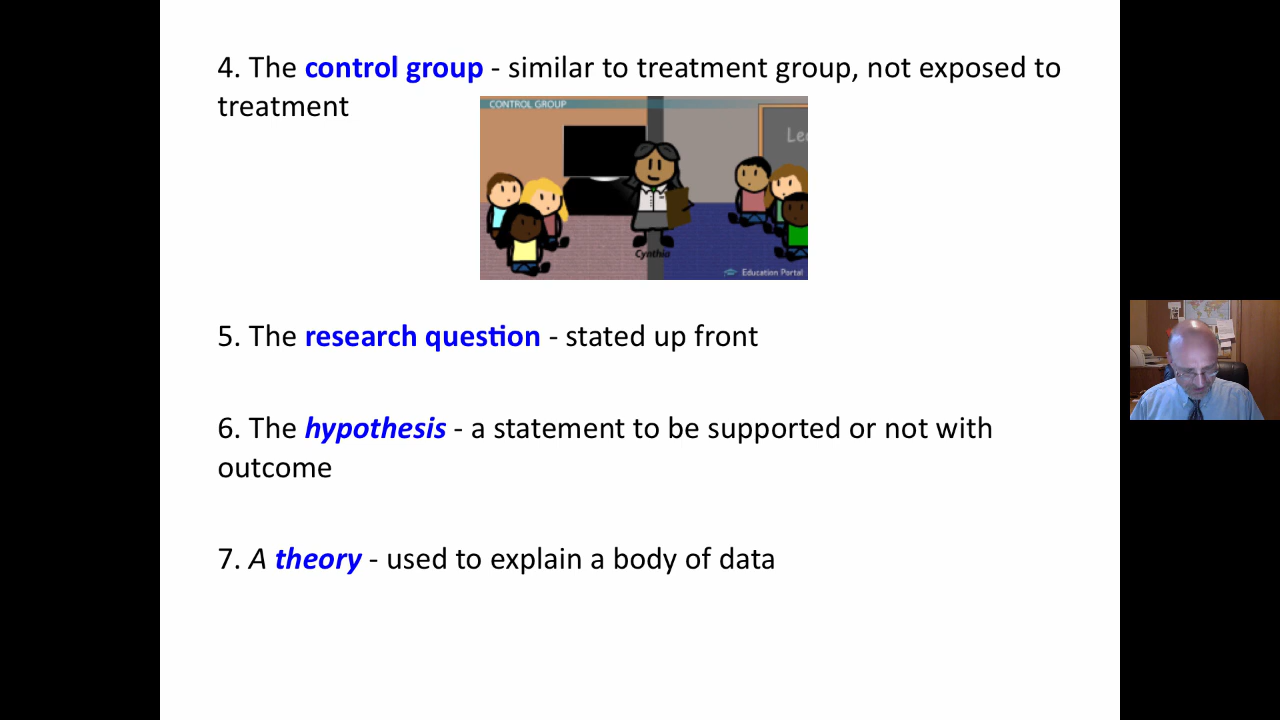 4. The control group - similar to treatment group, not exposed to
treatment
CONTROL GROUP
Cynthia
Education Portal
5. The research question - stated up front
6. The hypothesis - a statement to be supported or not with
outcome
7. A theory - used to explain a body of data